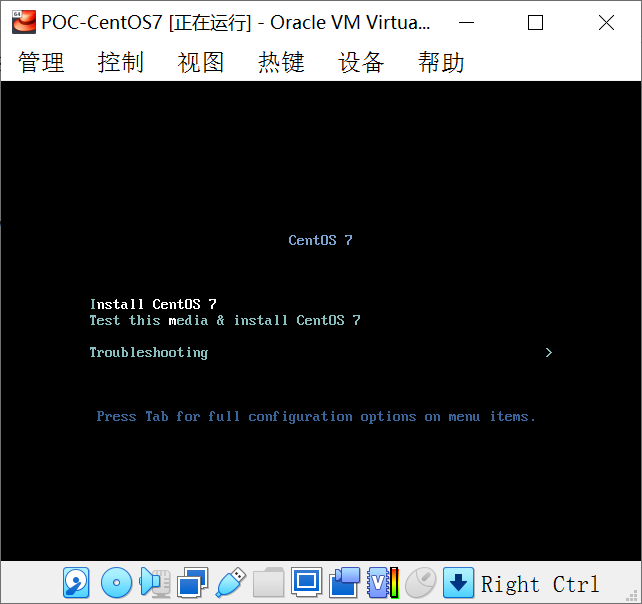 POC-CentOS7 [正在运行] - Oracle VM Virtua...
管理 控制 视图 热键 设备 帮助
CentOS 7
Install CentOS 7
Test this media & install CentOS 7
Troubleshooting >
Press Tab for full configuration options on menu items.
Right Ctrl